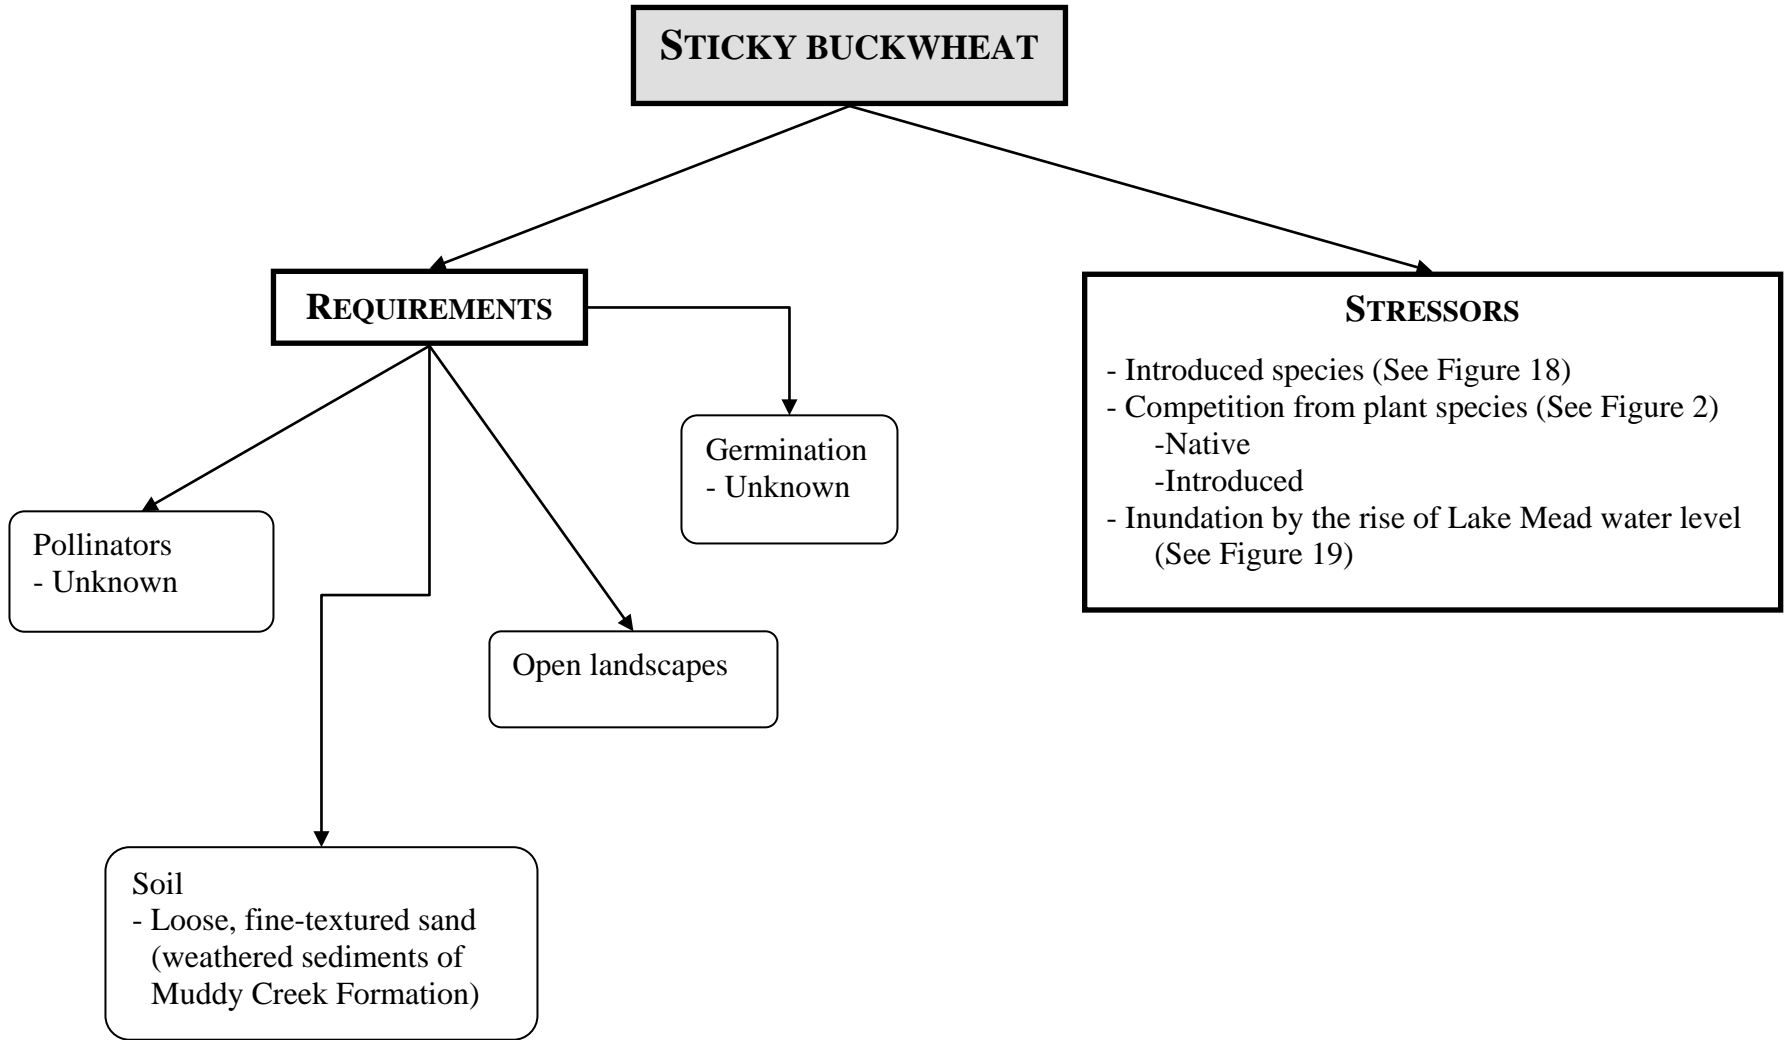 STICKY BUCKWHEAT
REQUIREMENTS
STRESSORS
- Introduced species (See Figure 18)
- Competition from plant species (See Figure 2)
-Native
-Introduced
- Inundation by the rise of Lake Mead water level
(See Figure 19)
Germination
- Unknown
Pollinators
- Unknown
Open landscapes
Soil
- Loose, fine-textured sand
(weathered sediments of
Muddy Creek Formation)